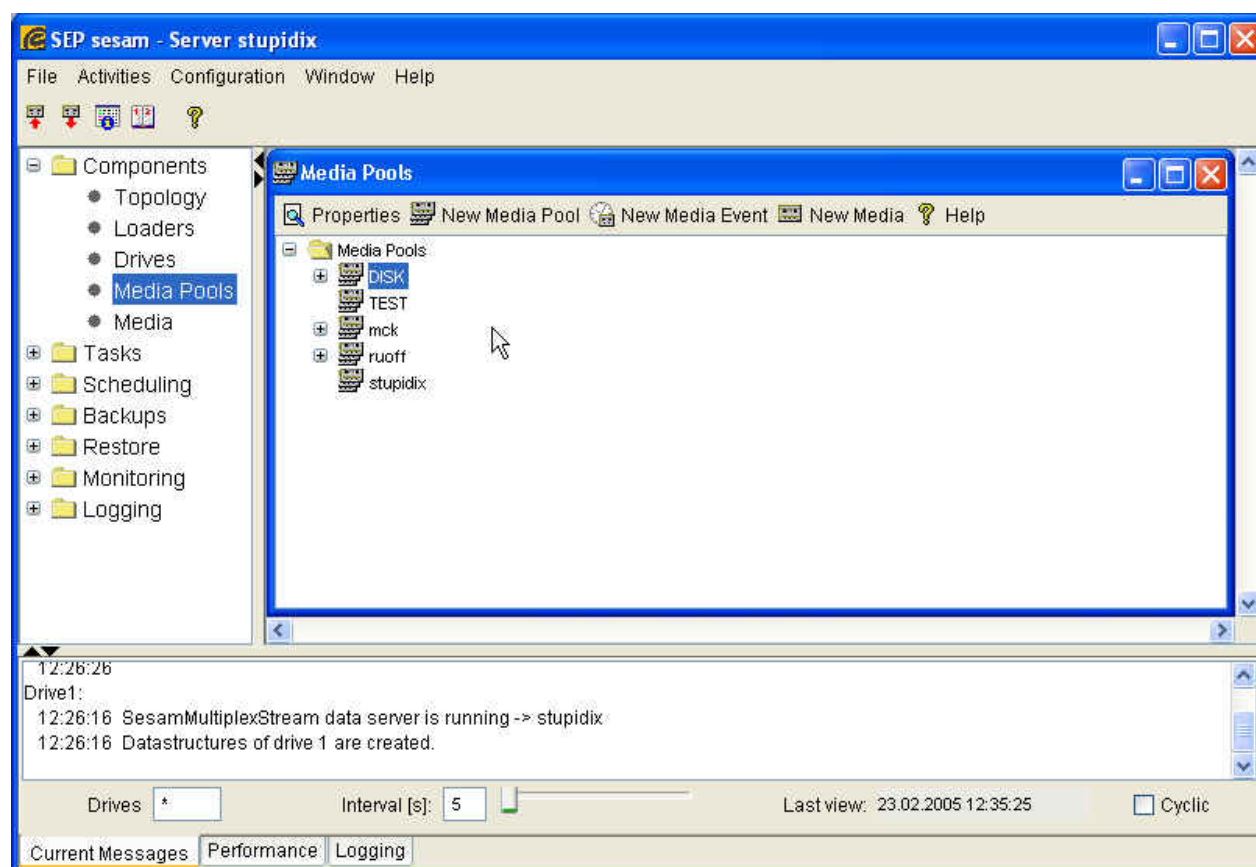 SEP sesam - Server stupidix
File Activities Configuration Window Help
Components
Topology
Loaders
Drives
Media Pools
Media
Tasks
Scheduling
Backups
Restore
Monitoring
Logging
Media Pools
Properties New Media Pool New Media Event New Media Help
Media Pools
DISK
TEST
mck
ruoff
stupidix
12:26:26
Drive1:
12:26:16 SesamMultiplexStream data server is running -> stupidix
12:26:16 Datastructures of drive 1 are created.
Drives * Interval [s]: 5 Last view: 23.02.2005 12:35:25 Cyclic
Current Messages Performance Logging